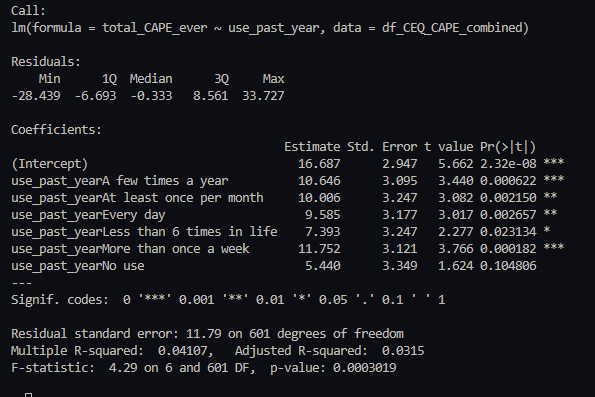 Call:
lm(formula = total_CAPE_ever ~ use_past_year, data = df_CEQ_CAPE_combined)
Residuals:
Min 1Q Median 3Q Max
-28.439 -6.693 -0.333 8.561 33.727
Coefficients:
Estimate Std. Error t value Pr(>|t|)
(Intercept) 16.687 2.947 5.662 2.32e-08 ***
use_past_yearA few times a year 10.646 3.095 3.440 0.000622 ***
use_past_yearAt least once per month 10.006 3.247 3.082 0.002150 **
use_past_yearEvery day 9.585 3.177 3.017 0.002657 **
use_past_yearLess than 6 times in life 7.393 3.247 2.277 0.023134 *
use_past_yearMore than once a week 11.752 3.121 3.766 0.000182 ***
use_past_yearNo use 5.440 3.349 1.624 0.104806
---
Signif. codes: 0 '***' 0.001 '**' 0.01 '*' 0.05 '.' 0.1 ' ' 1
Residual standard error: 11.79 on 601 degrees of freedom
Multiple R-squared: 0.04107, Adjusted R-squared: 0.0315
F-statistic: 4.29 on 6 and 601 DF, p-value: 0.0003019